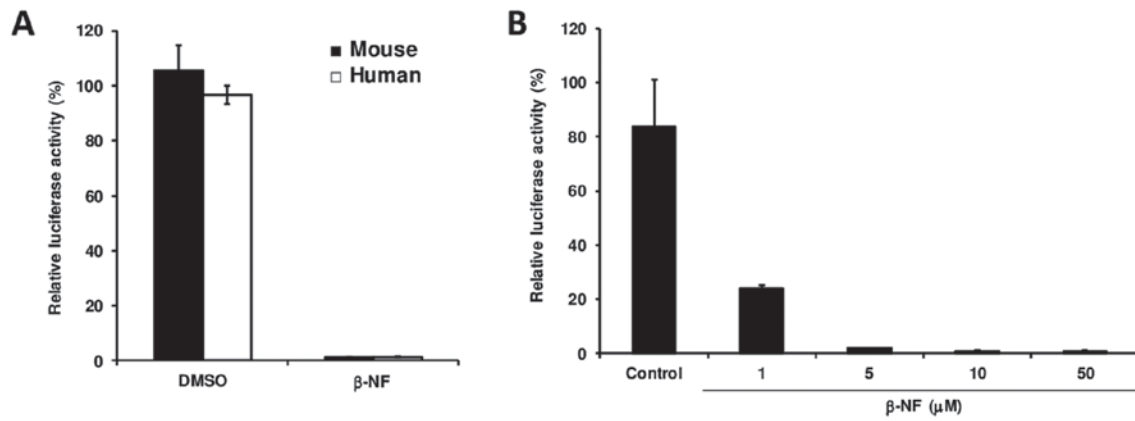 A
Relative luciferase activity (%)
120
100
80
60
40
20
0
Mouse
Human
DMSO
β-NF
B
Relative luciferase activity (%)
120
100
80
60
40
20
0
Control
1
5
10
50
β-NF (μM)